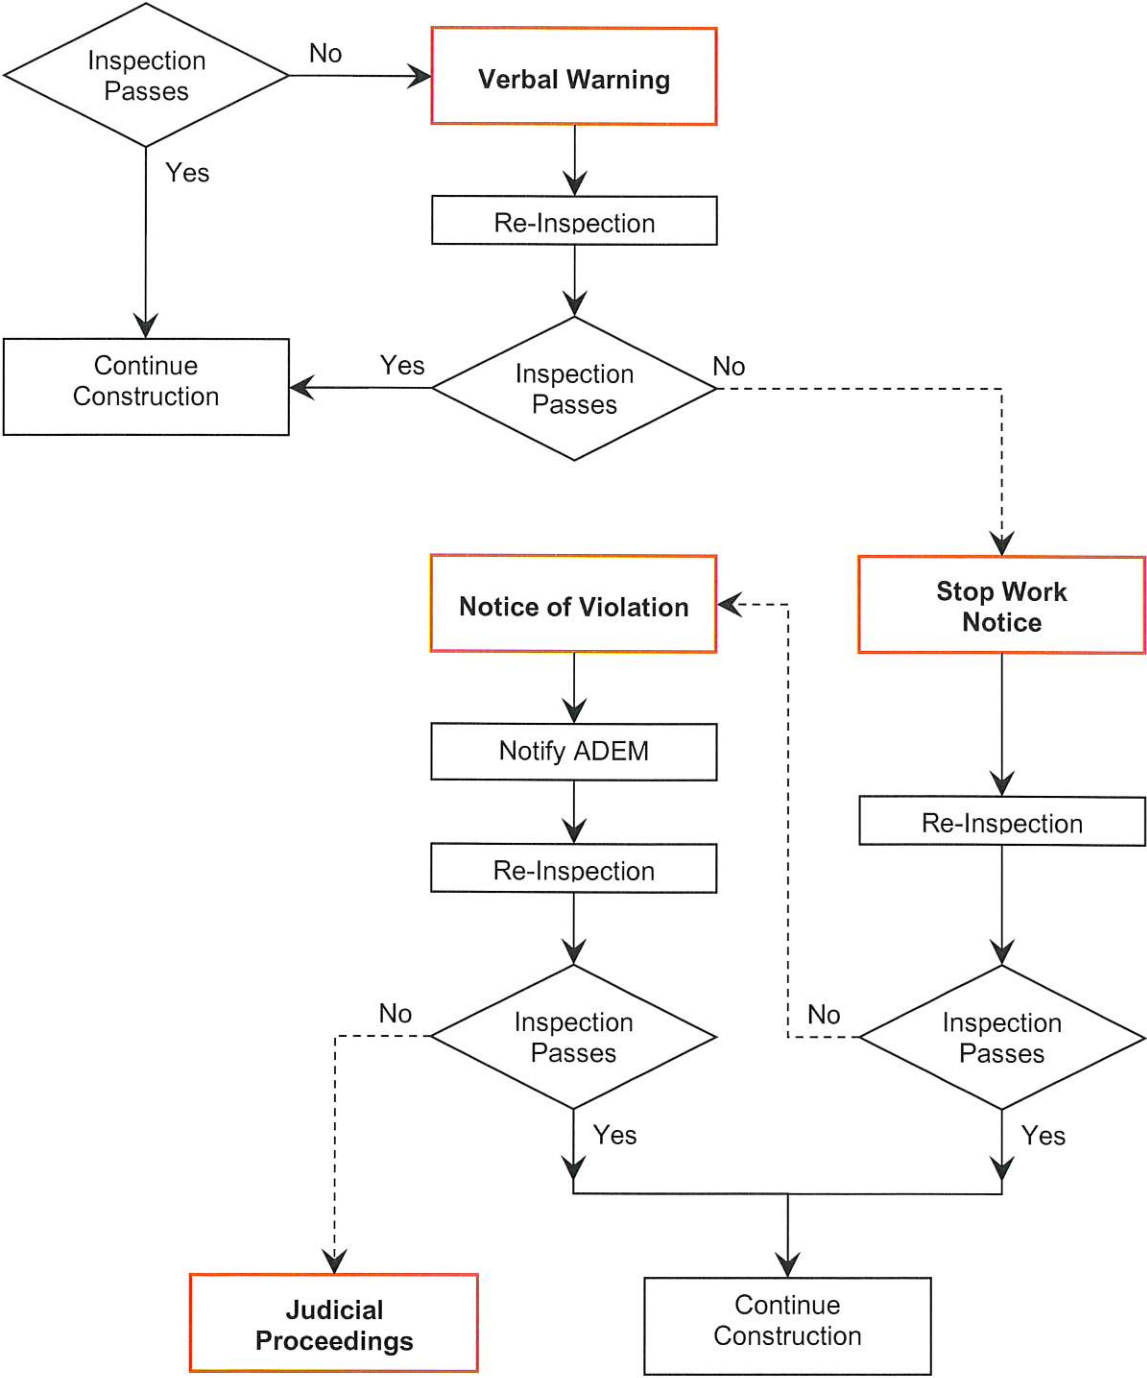 Inspection
Passes
No
Verbal Warning
Yes
Re-Inspection
Continue
Construction
Yes
Inspection
Passes
No
Notice of Violation
Stop Work
Notice
Notify ADEM
Re-Inspection
Re-Inspection
No
Inspection
Passes
No
Inspection
Passes
Yes
Yes
Judicial
Proceedings
Continue
Construction